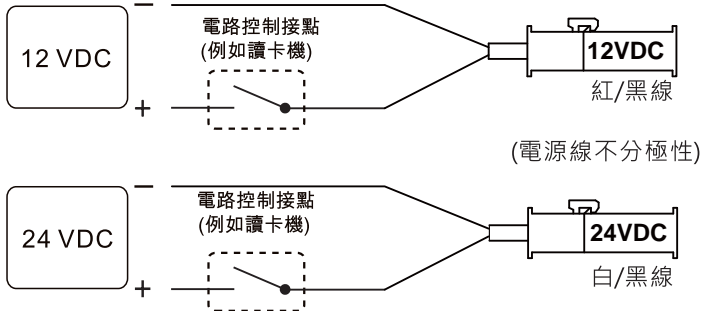 電路控制接點
(例如讀卡機)
12 VDC
−
+
12VDC
紅/黑線
(電源線不分極性)
電路控制接點
(例如讀卡機)
24 VDC
−
+
24VDC
白/黑線